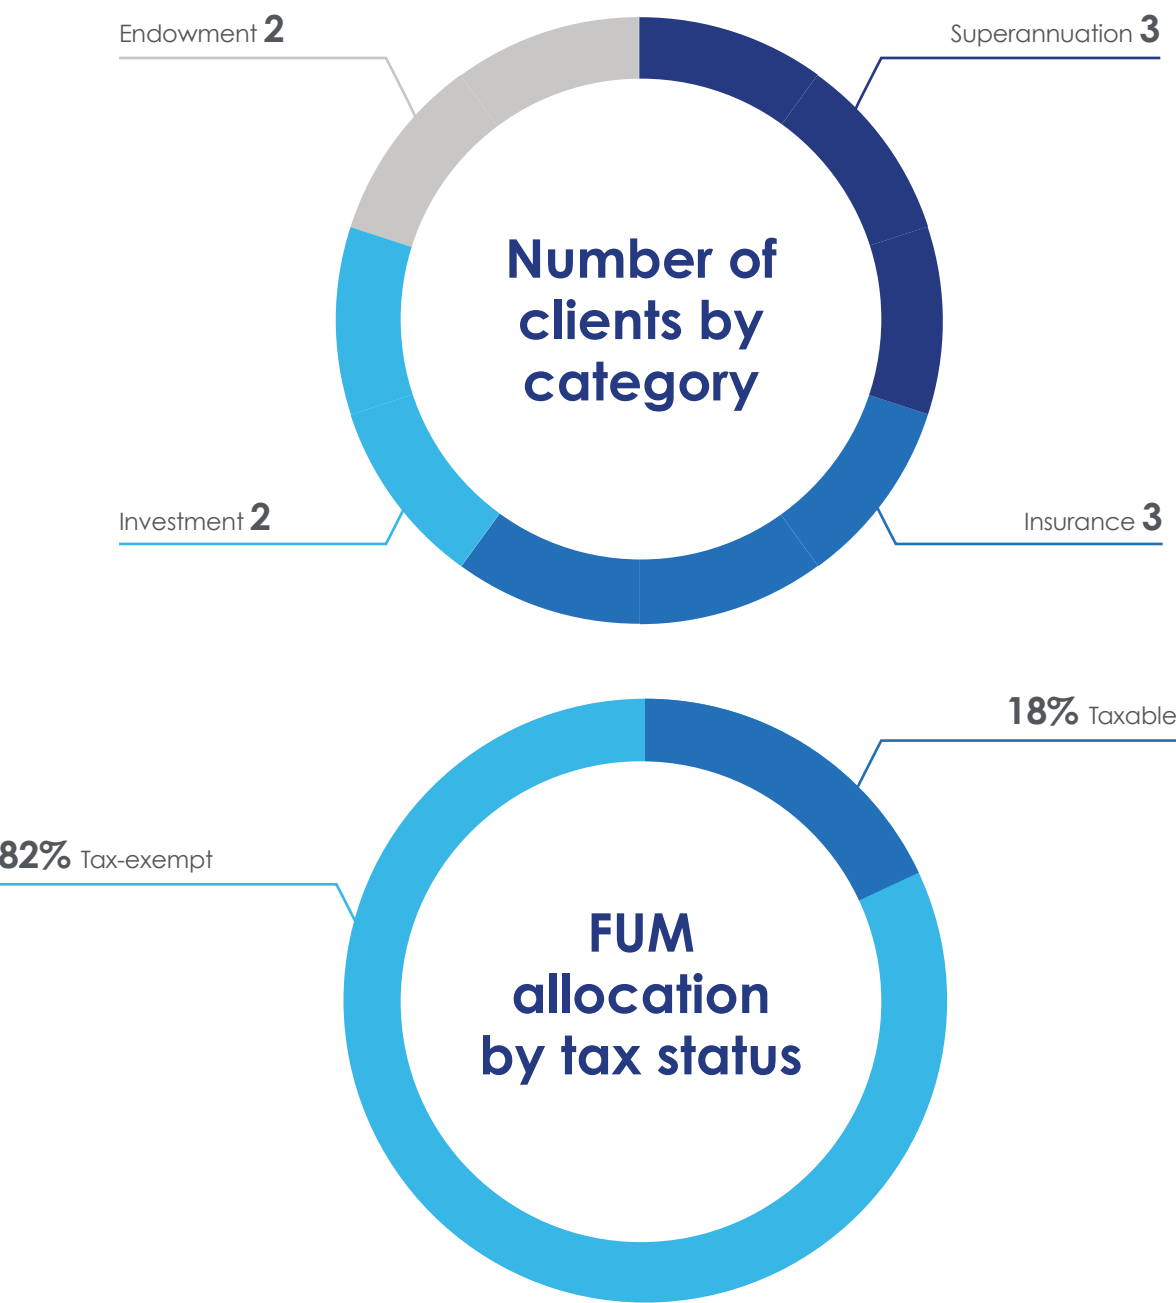 Endowment 2
Superannuation 3
Number of
clients by
category
Investment 2
Insurance 3
18% Taxable
82% Tax-exempt
FUM
allocation
by tax status